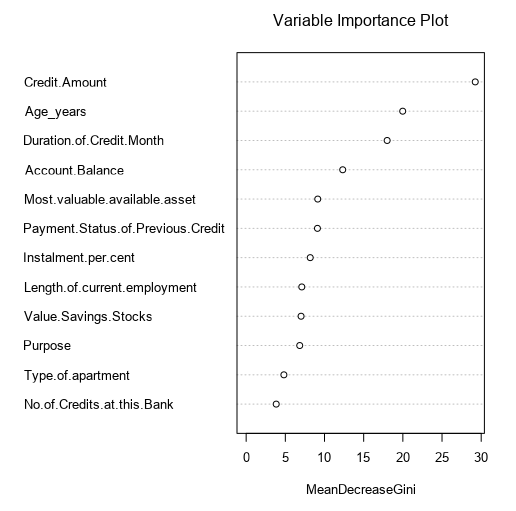 Variable Importance Plot
Credit.Amount
Age_years
Duration.of.Credit.Month
Account.Balance
Most.valuable.available.asset
Payment.Status.of.Previous.Credit
Instalment.per.cent
Length.of.current.employment
Value.Savings.Stocks
Purpose
Type.of.apartment
No.of.Credits.at.this.Bank
0 5 10 15 20 25 30
MeanDecreaseGini